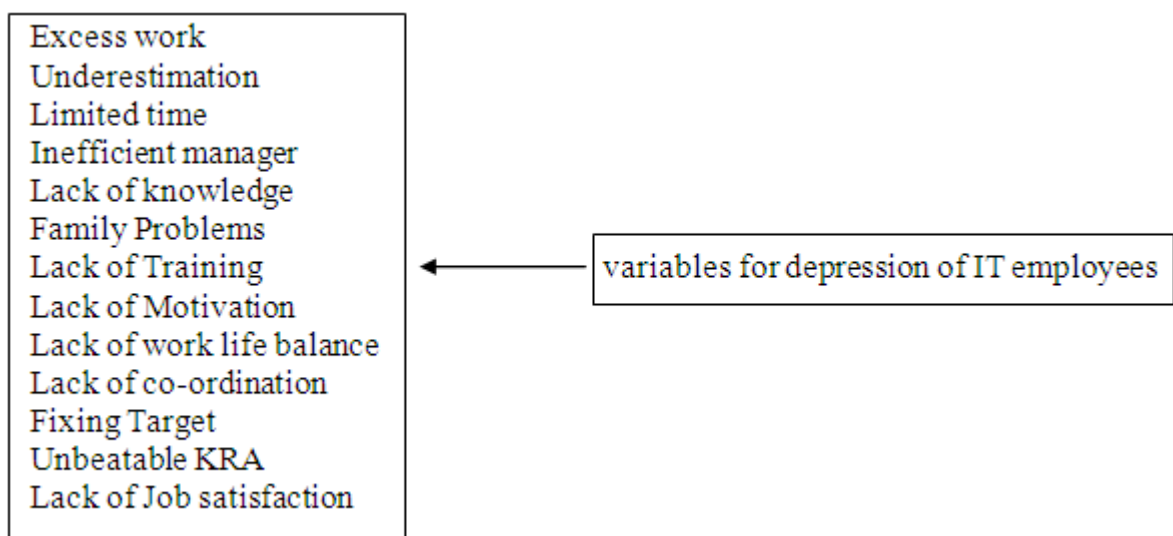 Excess work
Underestimation
Limited time
Inefficient manager
Lack of knowledge
Family Problems
Lack of Training
Lack of Motivation
Lack of work life balance
Lack of co-ordination
Fixing Target
Unbeatable KRA
Lack of Job satisfaction
variables for depression of IT employees